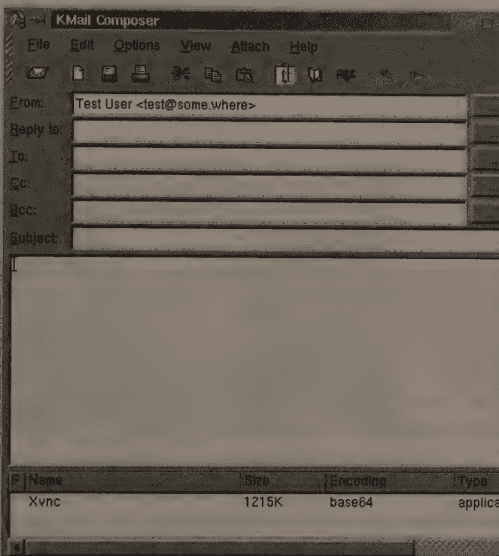 KMail Composer
File Edit Options View Attach Help
From: Test User <test@some.where>
Reply to:
To:
Cc:
Bcc:
Subject:
F Name Size Encoding Type
Xvnc 1215K base64 applica